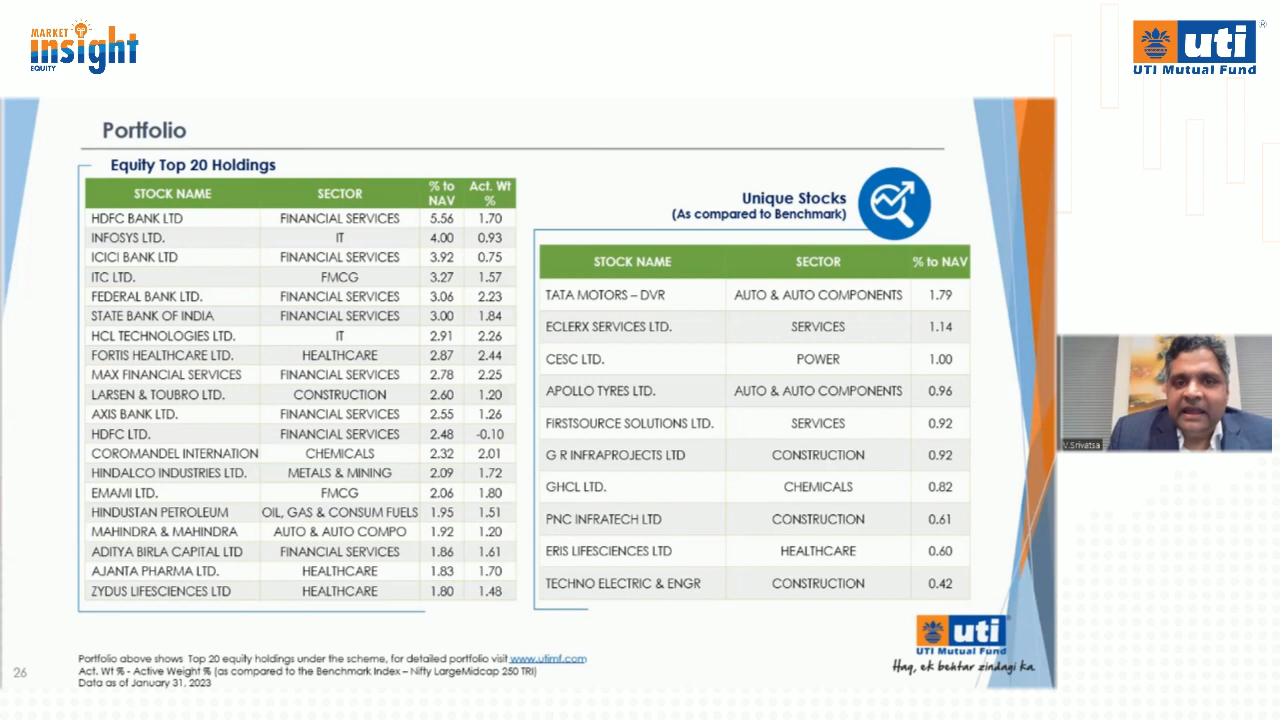 MARKET
insight
EQUITY
uti
®
UTI Mutual Fund
Portfolio
Equity Top 20 Holdings
STOCK NAME SECTOR % to NAV Act. Wt %
HDFC BANK LTD FINANCIAL SERVICES 5.56 1.70
INFOSYS LTD. IT 4.00 0.93
ICICI BANK LTD FINANCIAL SERVICES 3.92 0.75
ITC LTD. FMCG 3.27 1.57
FEDERAL BANK LTD. FINANCIAL SERVICES 3.06 2.23
STATE BANK OF INDIA FINANCIAL SERVICES 3.00 1.84
HCL TECHNOLOGIES LTD. IT 2.91 2.26
FORTIS HEALTHCARE LTD. HEALTHCARE 2.87 2.44
MAX FINANCIAL SERVICES FINANCIAL SERVICES 2.78 2.25
LARSEN & TOUBRO LTD. CONSTRUCTION 2.60 1.20
AXIS BANK LTD. FINANCIAL SERVICES 2.55 1.26
HDFC LTD. FINANCIAL SERVICES 2.48 -0.10
COROMANDEL INTERNATION CHEMICALS 2.32 2.01
HINDALCO INDUSTRIES LTD. METALS & MINING 2.09 1.72
EMAMI LTD. FMCG 2.06 1.80
HINDUSTAN PETROLEUM OIL, GAS & CONSUM FUELS 1.95 1.51
MAHINDRA & MAHINDRA AUTO & AUTO COMPO 1.92 1.20
ADITYA BIRLA CAPITAL LTD FINANCIAL SERVICES 1.86 1.61
AJANTA PHARMA LTD. HEALTHCARE 1.83 1.70
ZYDUS LIFESCIENCES LTD HEALTHCARE 1.80 1.48
Unique Stocks
(As compared to Benchmark)
STOCK NAME SECTOR % to NAV
TATA MOTORS – DVR AUTO & AUTO COMPONENTS 1.79
ECLERX SERVICES LTD. SERVICES 1.14
CESC LTD. POWER 1.00
APOLLO TYRES LTD. AUTO & AUTO COMPONENTS 0.96
FIRSTSOURCE SOLUTIONS LTD. SERVICES 0.92
G R INFRAPROJECTS LTD CONSTRUCTION 0.92
GHCL LTD. CHEMICALS 0.82
PNC INFRATECH LTD CONSTRUCTION 0.61
ERIS LIFESCIENCES LTD HEALTHCARE 0.60
TECHNO ELECTRIC & ENGR CONSTRUCTION 0.42
V.Srivatsa
uti
UTI Mutual Fund
Haq, ek behtar zindagi ka.
26
Portfolio above shows Top 20 equity holdings under the scheme, for detailed portfolio visit www.utimf.com
Act. Wt % - Active Weight % (as compared to the Benchmark Index – Nifty LargeMidcap 250 TRI)
Data as of January 31, 2023